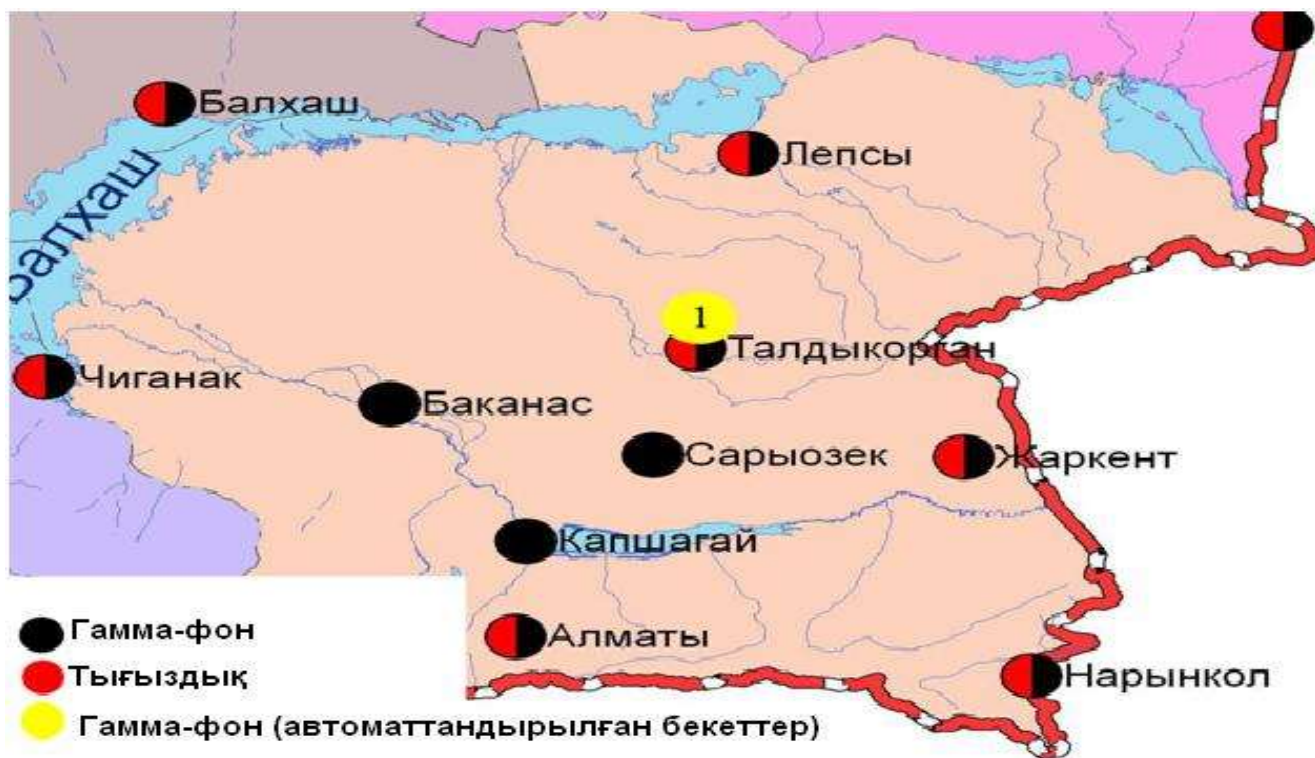 Балхаш
Лепсы
Балхаш
1
Талдыкорган
Чиганак
Баканас
Сарыозек
Жаркент
Капшагай
Алматы
Нарынкол
Гамма-фон
Тығыздық
Гамма-фон (автоматтандырылған бекеттер)